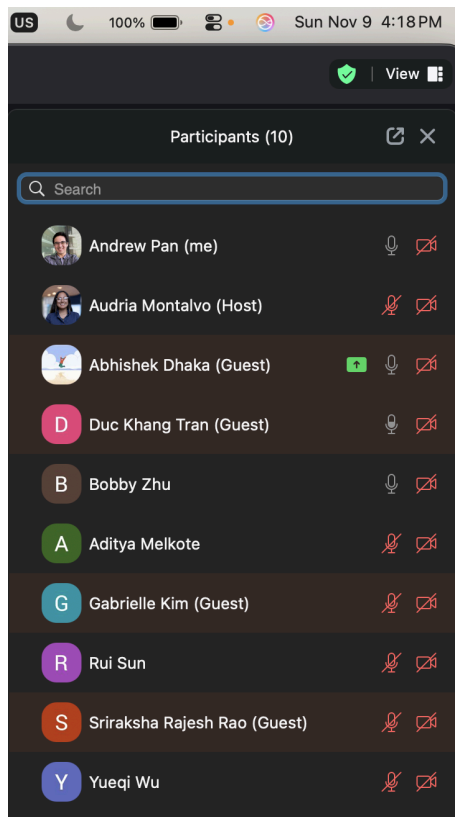 US 100% Sun Nov 9 4:18 PM
View
Participants (10)
Search
Andrew Pan (me)
Audria Montalvo (Host)
Abhishek Dhaka (Guest)
D Duc Khang Tran (Guest)
B Bobby Zhu
A Aditya Melkote
G Gabrielle Kim (Guest)
R Rui Sun
S Sriraksha Rajesh Rao (Guest)
Y Yueqi Wu